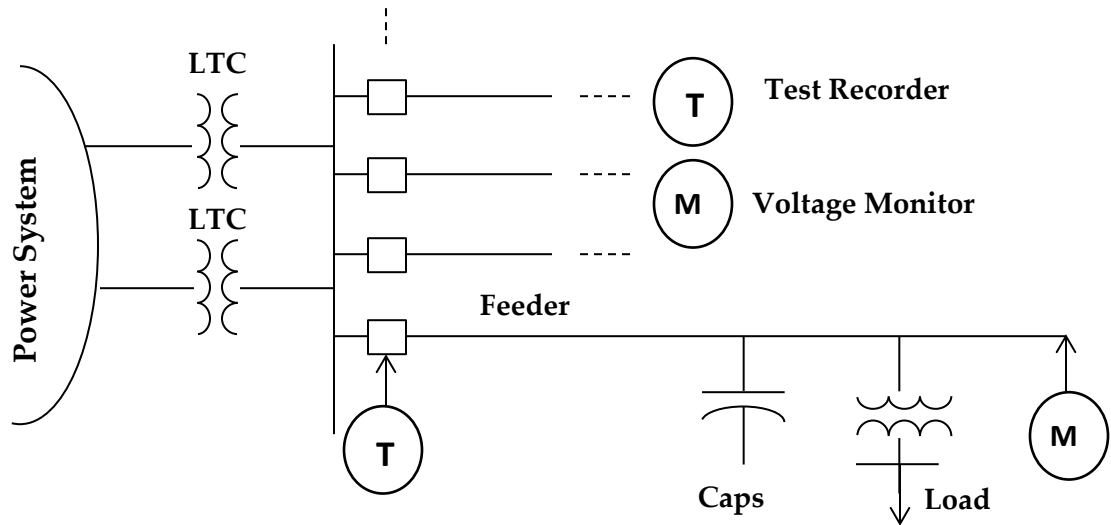 LTC
T
Test Recorder
M
Voltage Monitor
LTC
Power System
Feeder
T
M
Caps
Load